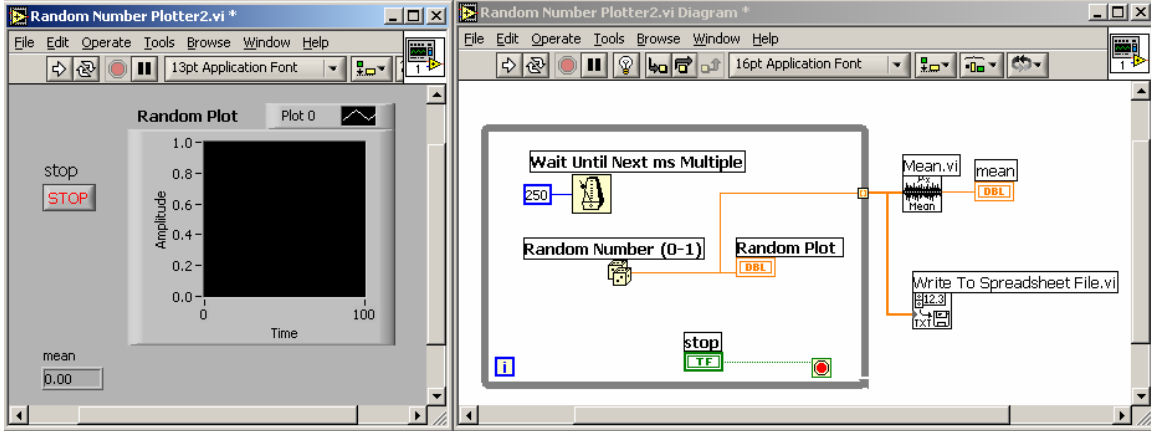 Random Number Plotter2.vi *
File Edit Operate Tools Browse Window Help
13pt Application Font
1
Random Plot
Plot 0
stop
STOP
1.0
0.8
0.6
0.4
0.2
0.0
Amplitude
0
100
Time
mean
0.00
Random Number Plotter2.vi Diagram *
File Edit Operate Tools Browse Window Help
16pt Application Font
1
Wait Until Next ms Multiple
250
Random Number (0-1)
Random Plot
DBL
stop
TF
i
Mean.vi
μx
Mean
mean
DBL
Write To Spreadsheet File.vi
12.3
TXT